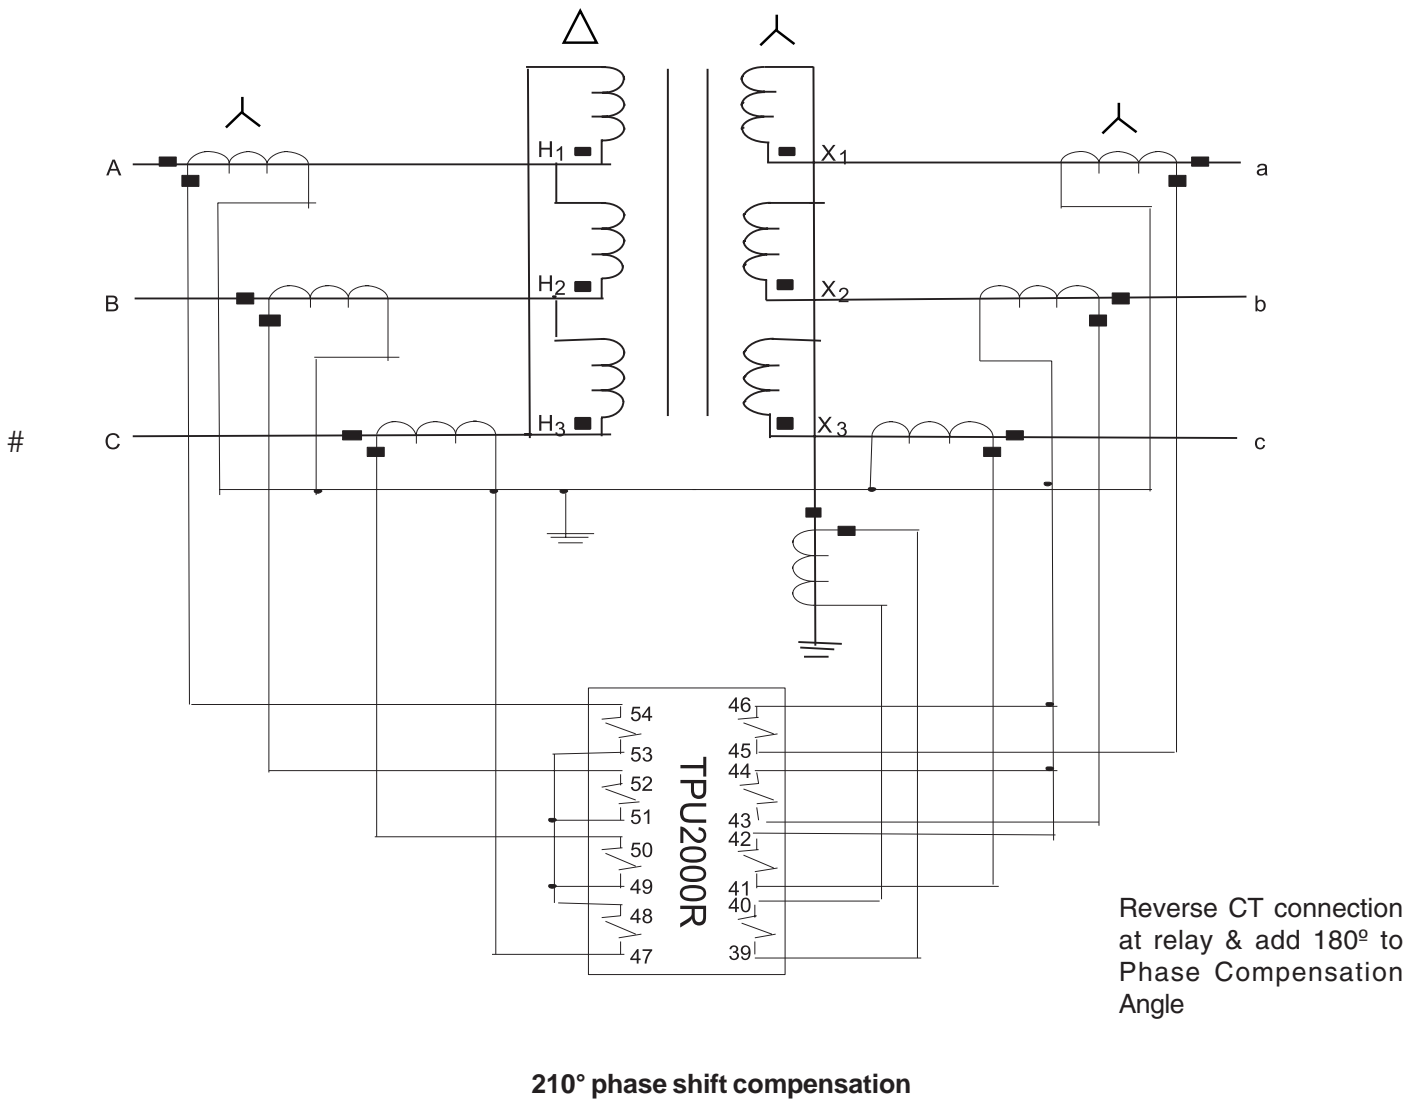 A
H1
X1
a
B
H2
X2
b
#
C
H3
X3
c
54
46
53
45
52
44
51
43
50
42
49
41
48
40
47
39
TPU2000R
Reverse CT connection
at relay & add 180º to
Phase Compensation
Angle
210° phase shift compensation